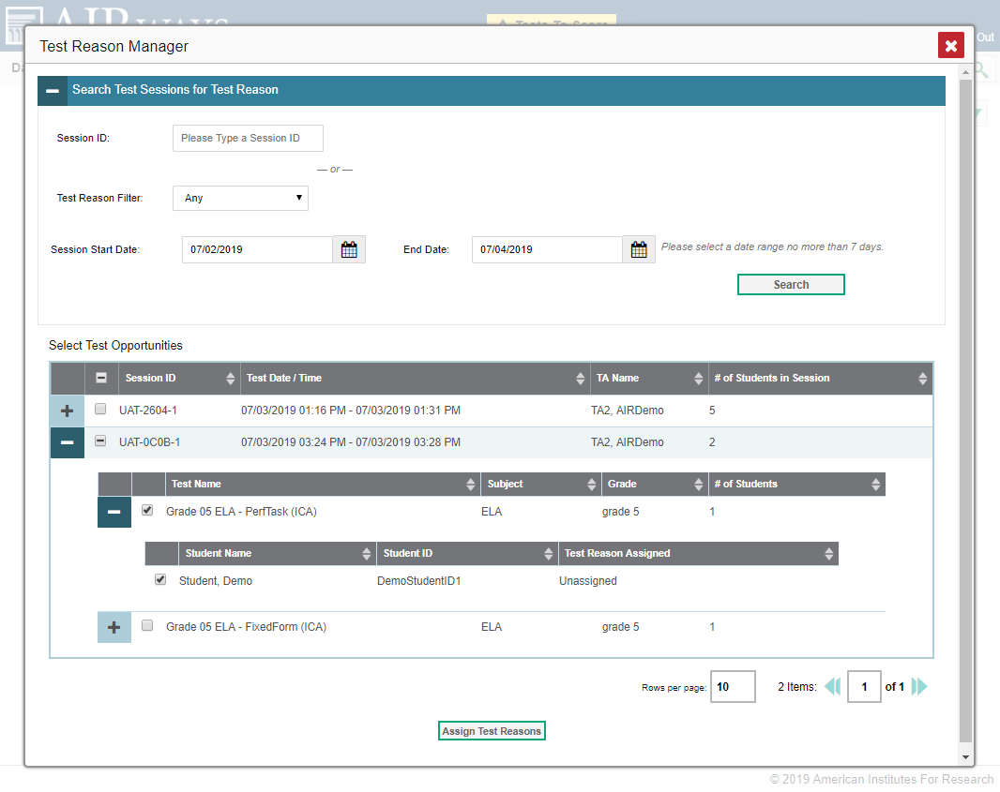 AIRWAYS
Tests To Score
Out
Test Reason Manager
Search Test Sessions for Test Reason
Session ID: Please Type a Session ID
— or —
Test Reason Filter: Any
Session Start Date: 07/02/2019 End Date: 07/04/2019 Please select a date range no more than 7 days.
Search
Select Test Opportunities
Session ID Test Date / Time TA Name # of Students in Session
UAT-2604-1 07/03/2019 01:16 PM - 07/03/2019 01:31 PM TA2, AIRDemo 5
UAT-0C0B-1 07/03/2019 03:24 PM - 07/03/2019 03:28 PM TA2, AIRDemo 2
Test Name Subject Grade # of Students
Grade 05 ELA - PerfTask (ICA) ELA grade 5 1
Student Name Student ID Test Reason Assigned
Student, Demo DemoStudentID1 Unassigned
Grade 05 ELA - FixedForm (ICA) ELA grade 5 1
Rows per page: 10 2 Items: 1 of 1
Assign Test Reasons
© 2019 American Institutes For Research